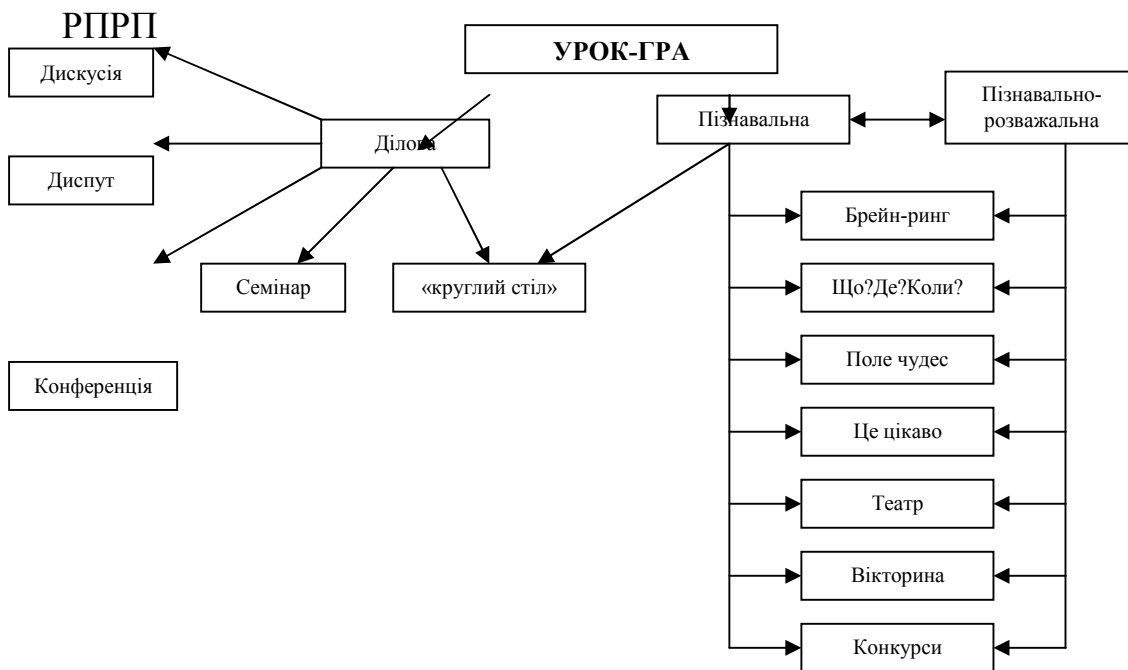 РПРП
УРОК-ГРА
Дискусія
Ділова
Пізнавальна
Пізнавально-
розважальна
Диспут
Брейн-ринг
Семінар
«круглий стіл»
Що?Де?Коли?
Конференція
Поле чудес
Це цікаво
Театр
Вікторина
Конкурси